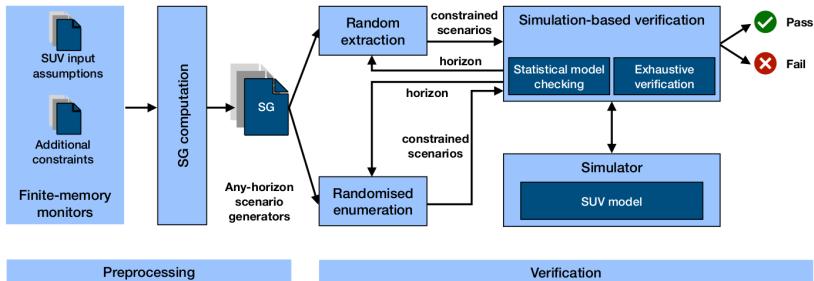 SUV input
assumptions
Additional
constraints
Finite-memory
monitors
SG computation
SG
Any-horizon
scenario
generators
Random
extraction
constrained
scenarios
horizon
horizon
constrained
scenarios
Randomised
enumeration
Simulation-based verification
Statistical model
checking
Exhaustive
verification
Simulator
SUV model
Pass
Fail
Preprocessing
Verification